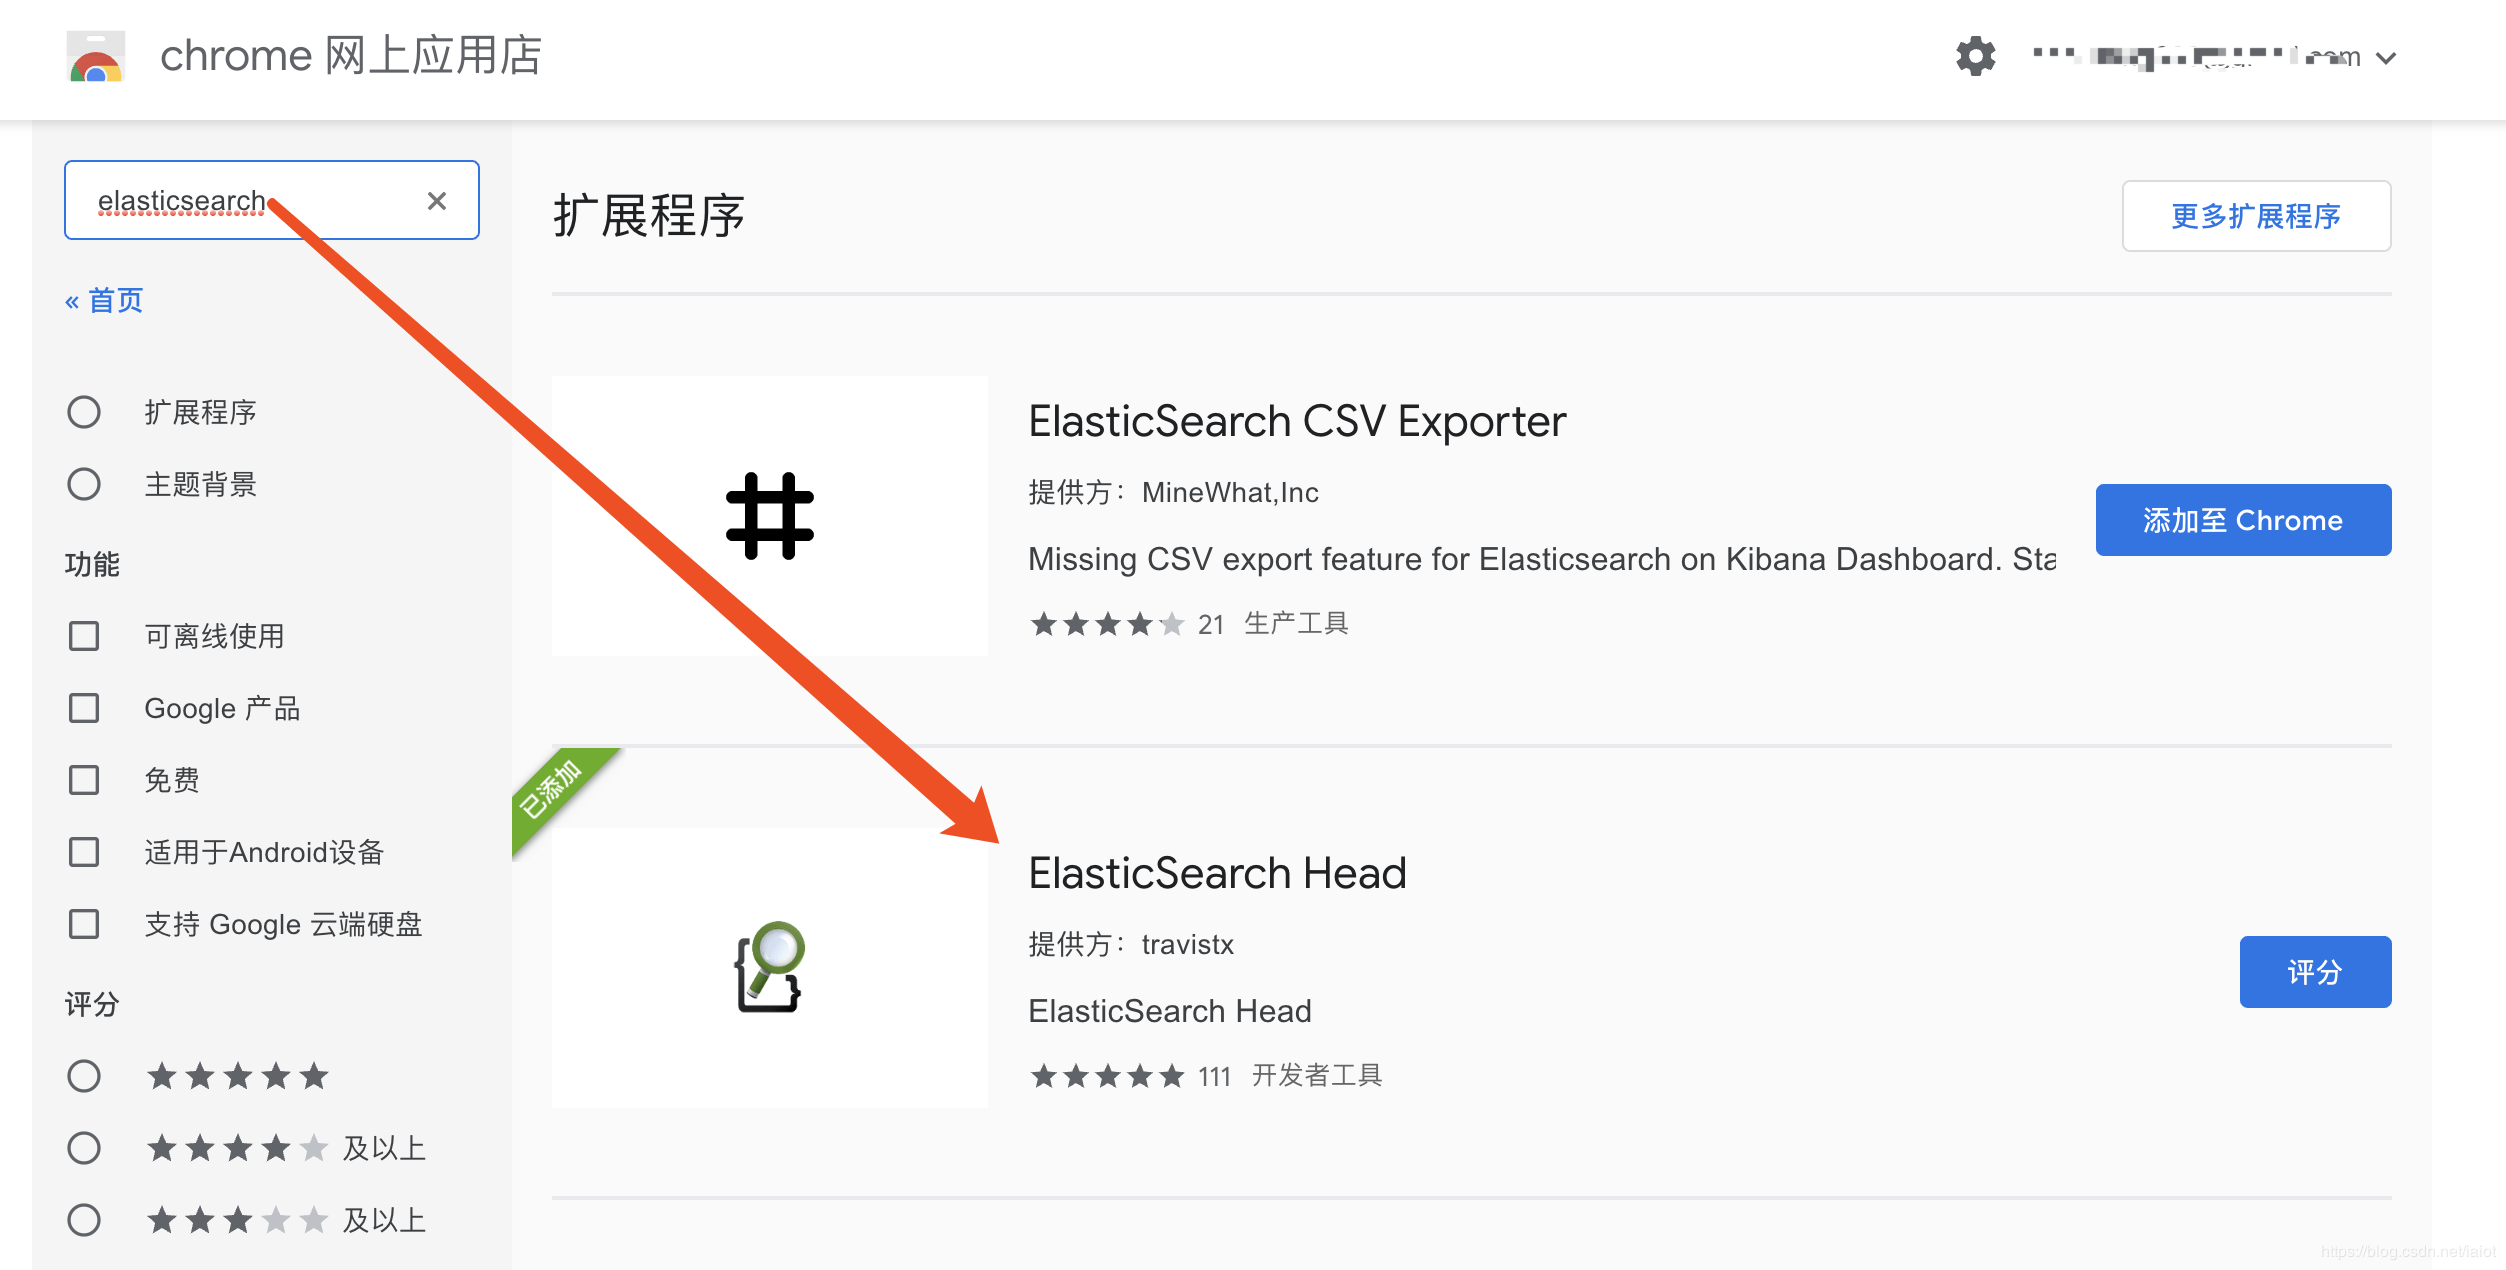 chrome 网上应用店
elasticsearch
« 首页
扩展程序
主题背景
功能
可离线使用
Google 产品
免费
适用于Android设备
支持 Google 云端硬盘
评分
及以上
及以上
扩展程序
更多扩展程序
ElasticSearch CSV Exporter
提供方： MineWhat,Inc
Missing CSV export feature for Elasticsearch on Kibana Dashboard. Sta
21 生产工具
添加至 Chrome
已添加
ElasticSearch Head
提供方： travistx
ElasticSearch Head
111 开发者工具
评分
https://blog.csdn.net/iaiot